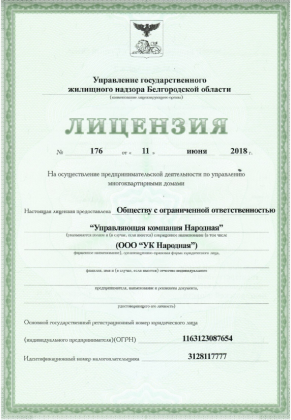 Управление государственного
жилищного надзора Белгородской области
(наименование лицензирующего органа)
ЛИЦЕНЗИЯ
№ 176 от « 11 » июня 2018 г.
На осуществление предпринимательской деятельности по управлению
многоквартирными домами
Настоящая лицензия предоставлена Обществу с ограниченной ответственностью
“Управляющая компания Народная”
(указывается полное и (в случае, если имеется) сокращенное наименование (в том числе
(ООО “УК Народная”)
фирменное наименование), организационно-правовая форма юридического лица,
фамилия, имя и (в случае, если имеется) отчество индивидуального
предпринимателя, наименование и реквизиты документа,
удостоверяющего его личность)
Основной государственный регистрационный номер юридического лица
(индивидуального предпринимателя)(ОГРН) 1163123087654
Идентификационный номер налогоплательщика 3128117777